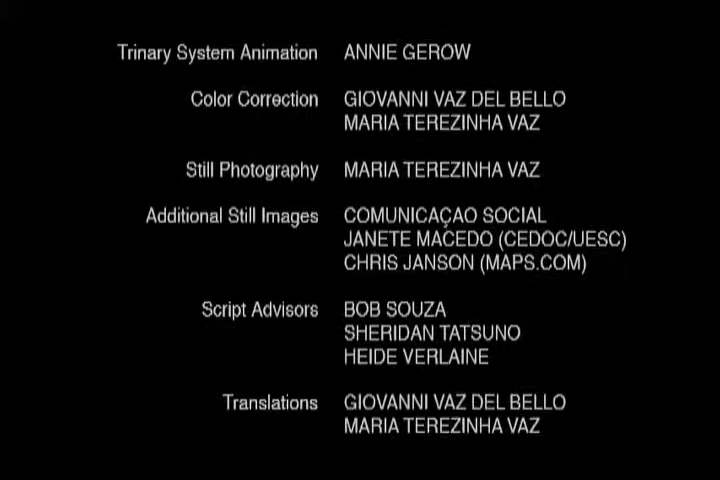 Trinary System Animation ANNIE GEROW
Color Correction GIOVANNI VAZ DEL BELLO
MARIA TEREZINHA VAZ
Still Photography MARIA TEREZINHA VAZ
Additional Still Images COMUNICAÇAO SOCIAL
JANETE MACEDO (CEDOC/UESC)
CHRIS JANSON (MAPS.COM)
Script Advisors BOB SOUZA
SHERIDAN TATSUNO
HEIDE VERLAINE
Translations GIOVANNI VAZ DEL BELLO
MARIA TEREZINHA VAZ